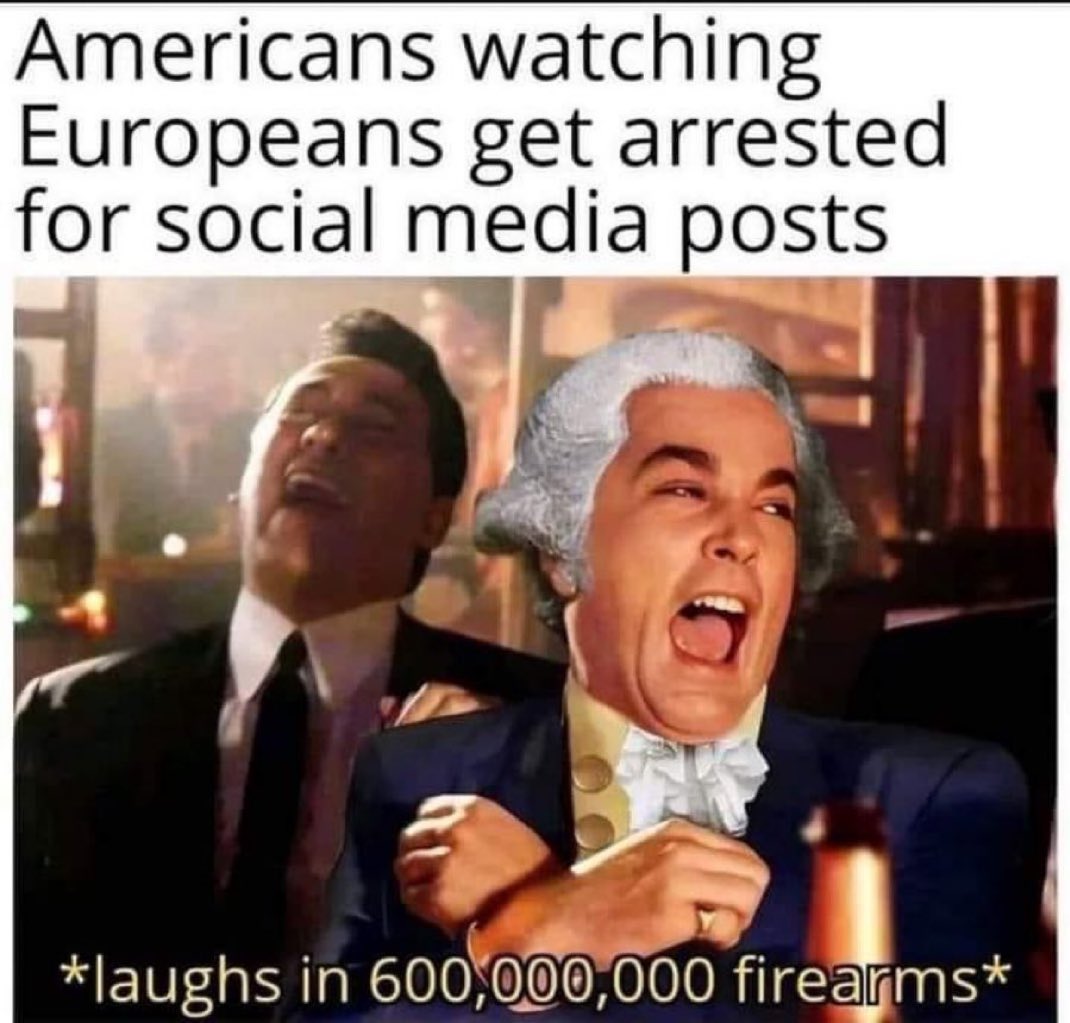 Americans watching
Europeans get arrested
for social media posts
*laughs in 600,000,000 firearms*